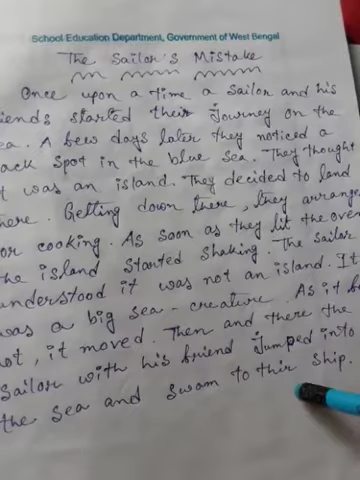 School Education Department, Government of West Bengal
The Sailor's Mistake
Once upon a time a sailor and his
iends started their journey on the
ea. A few days later they noticed a
ack spot in the blue sea. They thought
t was an island. They decided to land
here. Getting down there, they arrange
or cooking. As soon as they lit the oven
the island started shaking. The sailor
understood it was not an island. It
was a big sea-creature. As it be
ot, it moved. Then and there the
Sailor with his friend jumped into
the sea and swam to thir ship.